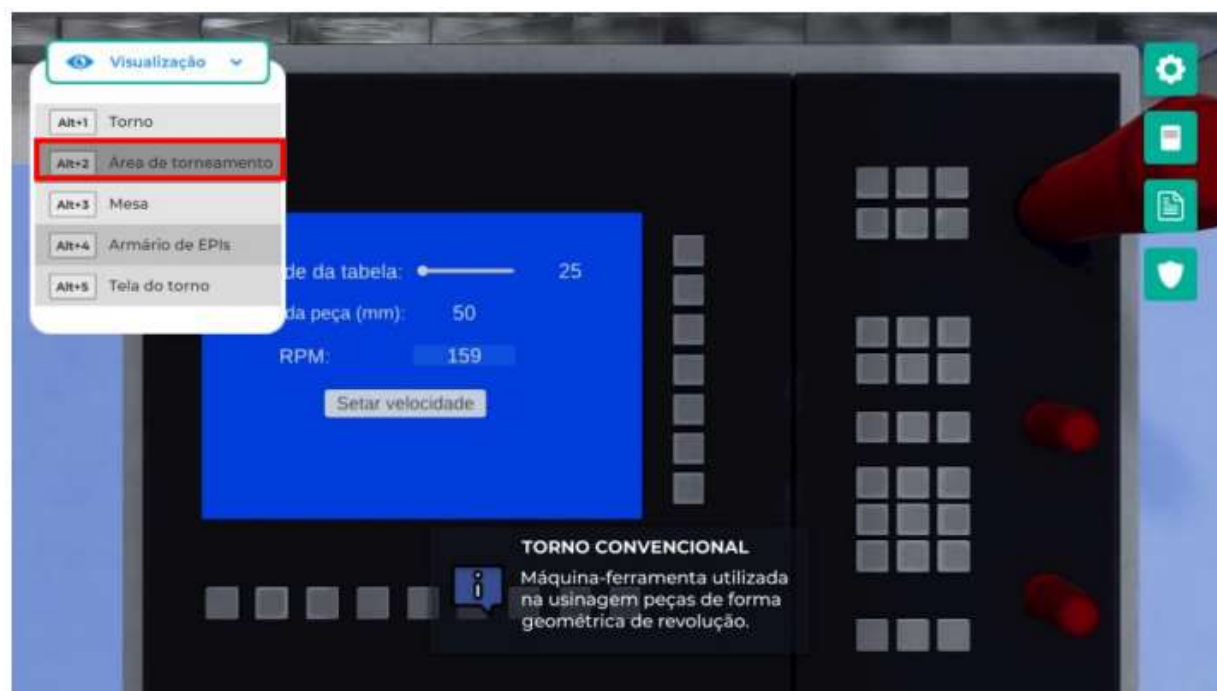 Visualização
Alt+1 Torno
Alt+2 Área de torneamento
Alt+3 Mesa
Alt+4 Armário de EPIs
Alt+5 Tela do torno
de da tabela: 25
da peça (mm): 50
RPM: 159
Setar velocidade
TORNO CONVENCIONAL
i
Máquina-ferramenta utilizada
na usinagem peças de forma
geométrica de revolução.